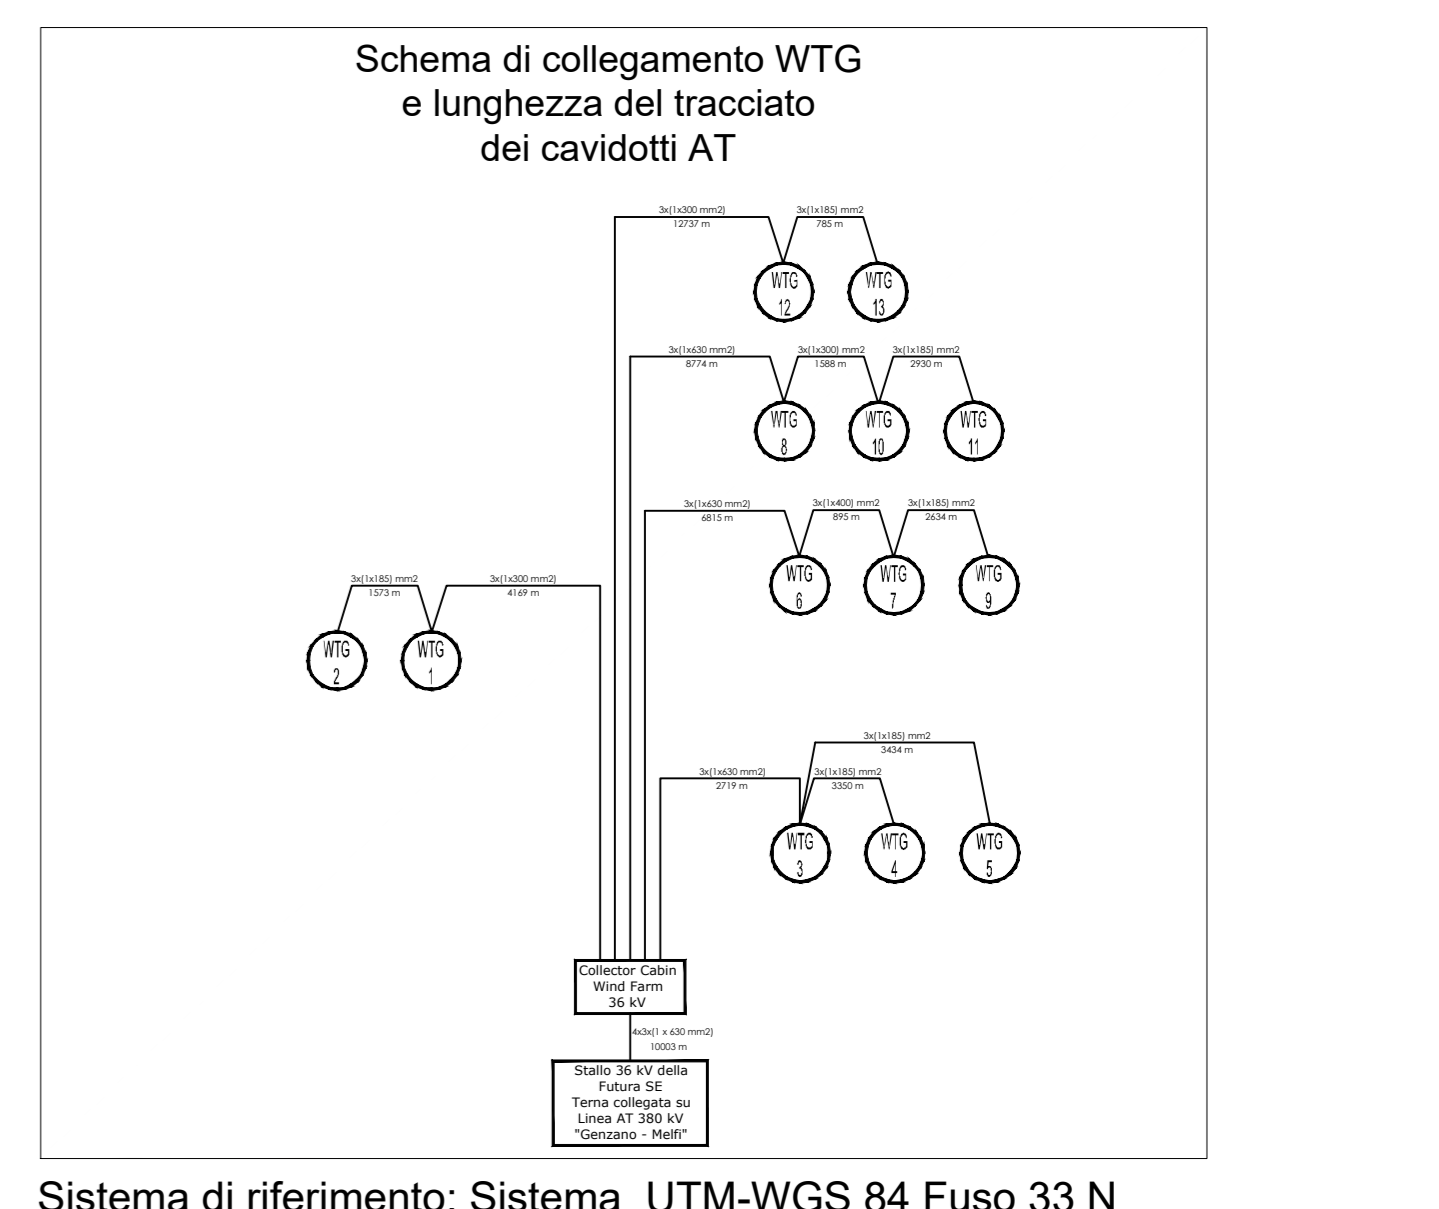 Schema di collegamento WTG
e lunghezza del tracciato
dei cavidotti AT
3x(1x300 mm2)
12737 m
3x(1x185) mm2
785 m
WTG
12
WTG
13
3x(1x630 mm2)
8774 m
3x(1x300) mm2
1588 m
3x(1x185) mm2
2930 m
WTG
8
WTG
10
WTG
11
3x(1x630 mm2)
6815 m
3x(1x400) mm2
895 m
3x(1x185) mm2
2634 m
WTG
6
WTG
7
WTG
9
3x(1x185) mm2
1573 m
3x(1x300 mm2)
4169 m
WTG
2
WTG
1
3x(1x185) mm2
3434 m
3x(1x630 mm2)
2719 m
3x(1x185) mm2
3350 m
WTG
3
WTG
4
WTG
5
Collector Cabin
Wind Farm
36 kV
4x3x(1 x 630 mm2)
10003 m
Stallo 36 kV della
Futura SE
Terna collegata su
Linea AT 380 kV
"Genzano - Melfi"
Sistema di riferimento: Sistema UTM-WGS 84 Fuso 33 N